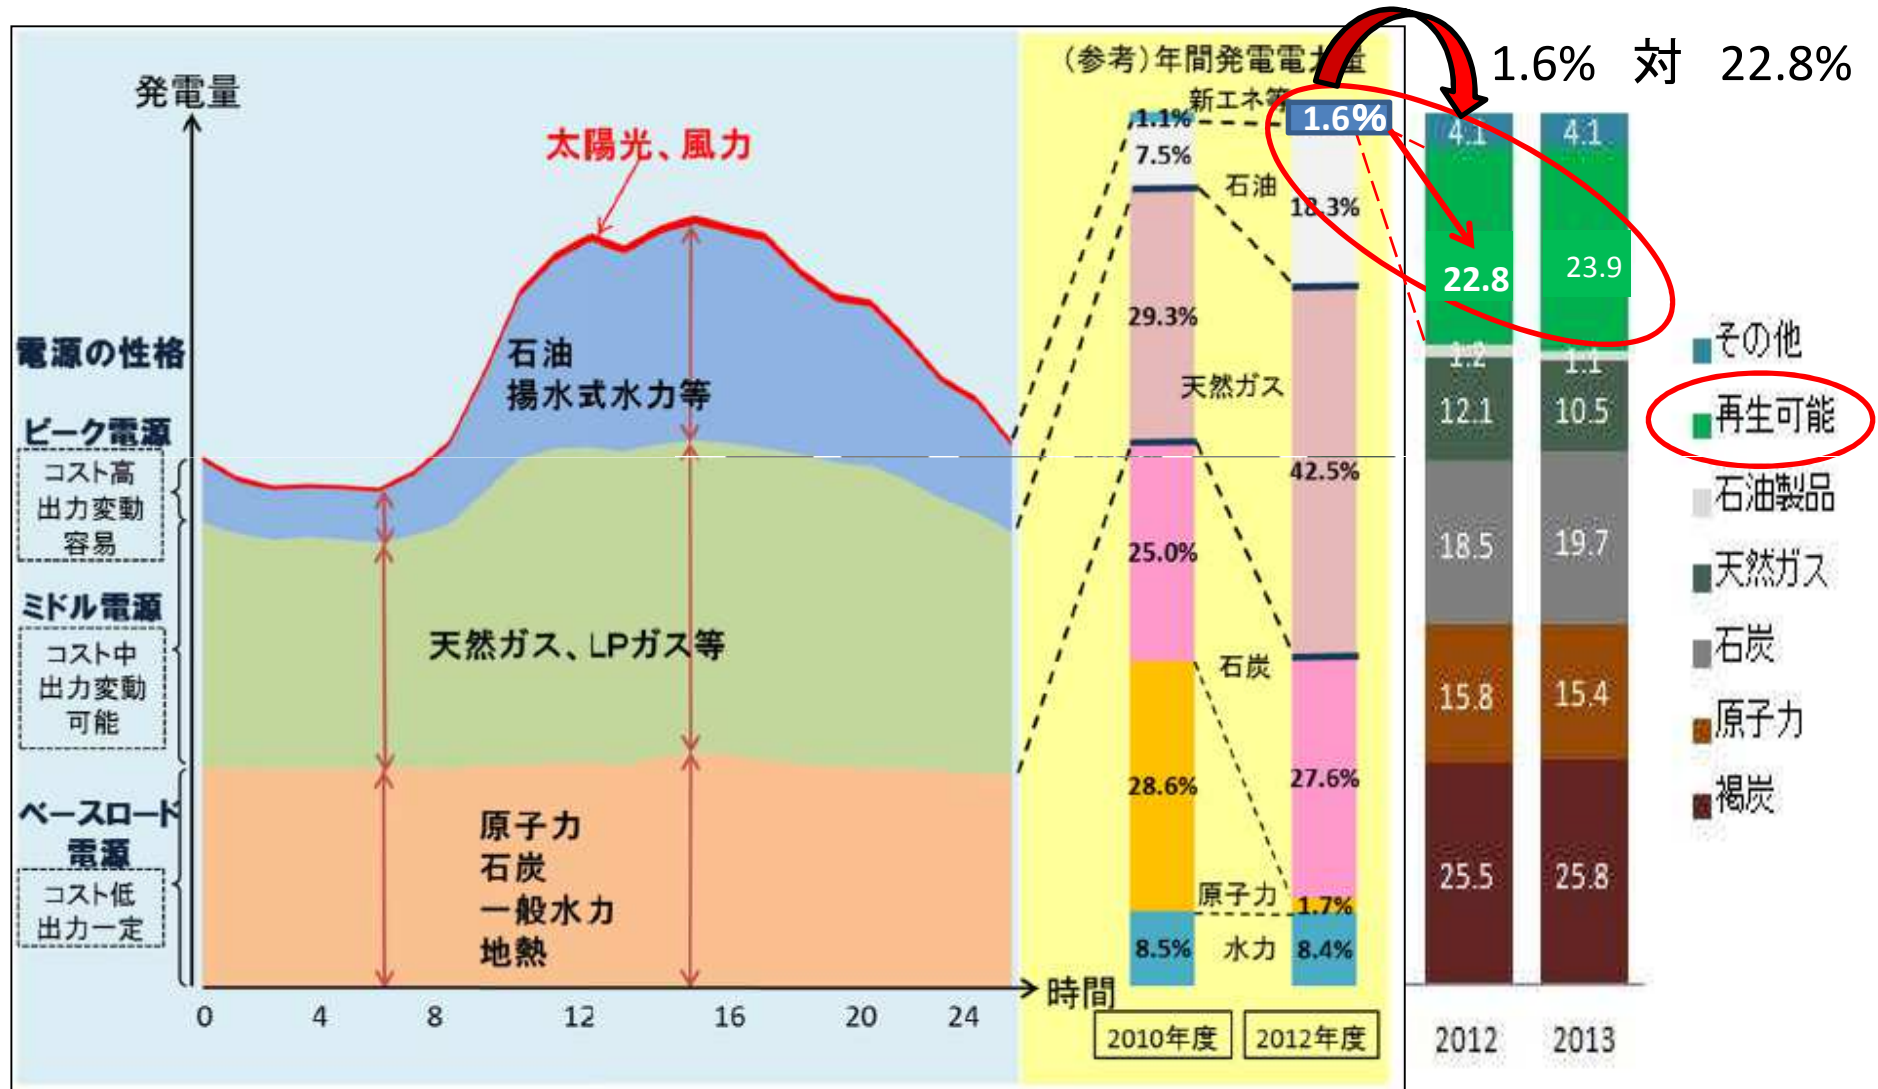 1.6% 対 22.8%
(参考)年間発電電力量
発電量
太陽光、風力
新エネ等
1.1%
1.6%
7.5%
石油
18.3%
29.3%
天然ガス
42.5%
25.0%
石炭
28.6%
27.6%
原子力
1.7%
8.5%
水力
8.4%
2010年度
2012年度
電源の性格
ピーク電源
コスト高
出力変動
容易
ミドル電源
コスト中
出力変動
可能
ベースロード
電源
コスト低
出力一定
石油
揚水式水力等
天然ガス、LPガス等
原子力
石炭
一般水力
地熱
0 4 8 12 16 20 24
時間
4.1 4.1
22.8 23.9
1.2 1.1
12.1 10.5
18.5 19.7
15.8 15.4
25.5 25.8
2012 2013
その他
再生可能
石油製品
天然ガス
石炭
原子力
褐炭